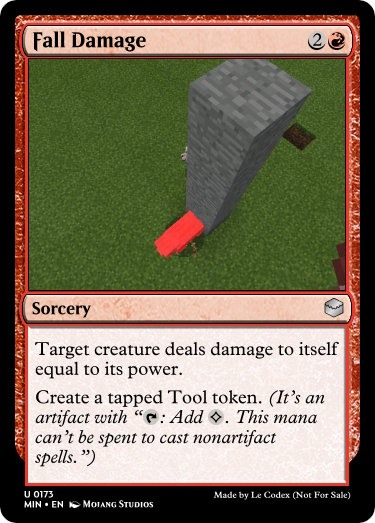 Fall Damage 2
Sorcery
Target creature deals damage to itself
equal to its power.
Create a tapped Tool token. (It's an
artifact with “: Add . This mana
can't be spent to cast nonartifact
spells.”)
U 0173 Made by Le Codex (Not For Sale)
MIN • EN Mojang Studios